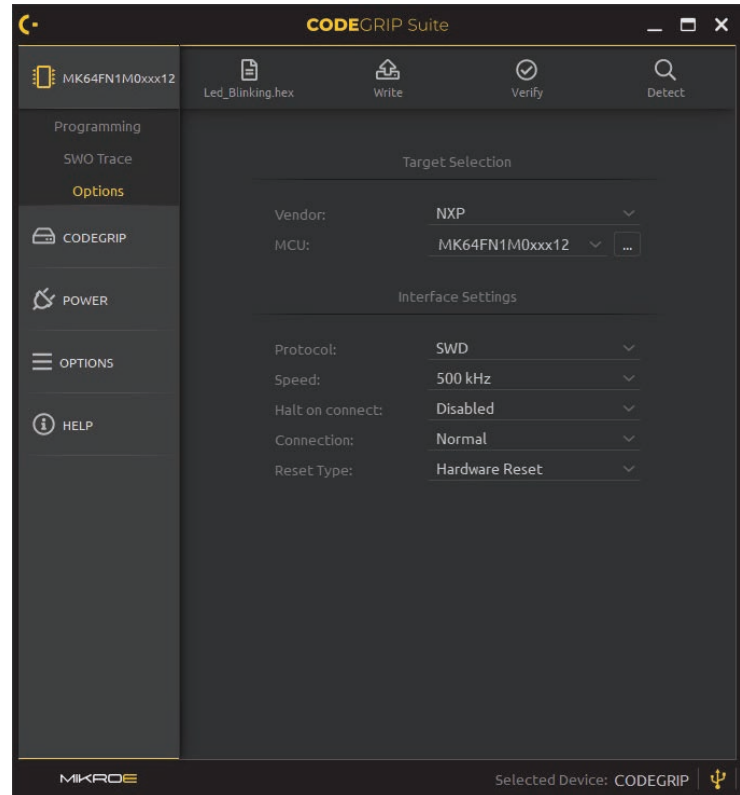 CODEGRIP Suite
MK64FN1M0xxx12
Led_Blinking.hex
Write
Verify
Detect
Programming
SWO Trace
Options
CODEGRIP
POWER
OPTIONS
HELP
Target Selection
Vendor: NXP
MCU: MK64FN1M0xxx12 ...
Interface Settings
Protocol: SWD
Speed: 500 kHz
Halt on connect: Disabled
Connection: Normal
Reset Type: Hardware Reset
MIKROE
Selected Device: CODEGRIP